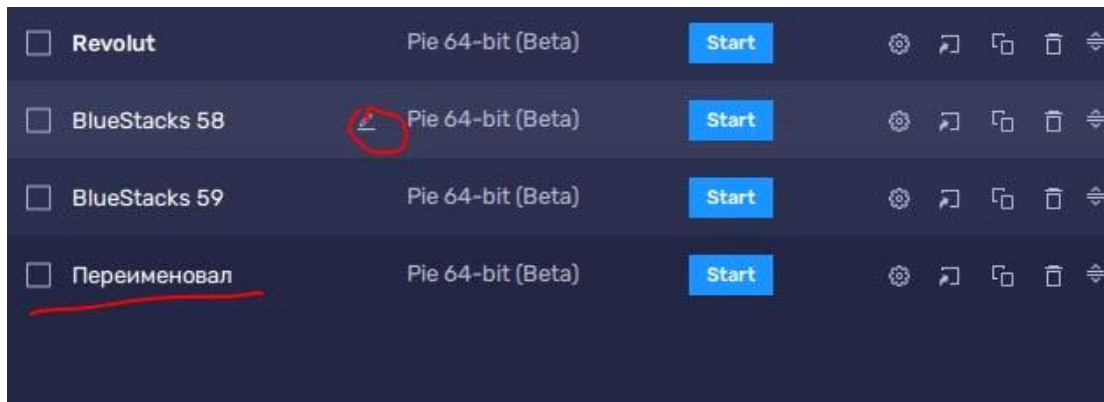 Revolut Pie 64-bit (Beta) Start
BlueStacks 58 Pie 64-bit (Beta) Start
BlueStacks 59 Pie 64-bit (Beta) Start
Переименовал Pie 64-bit (Beta) Start